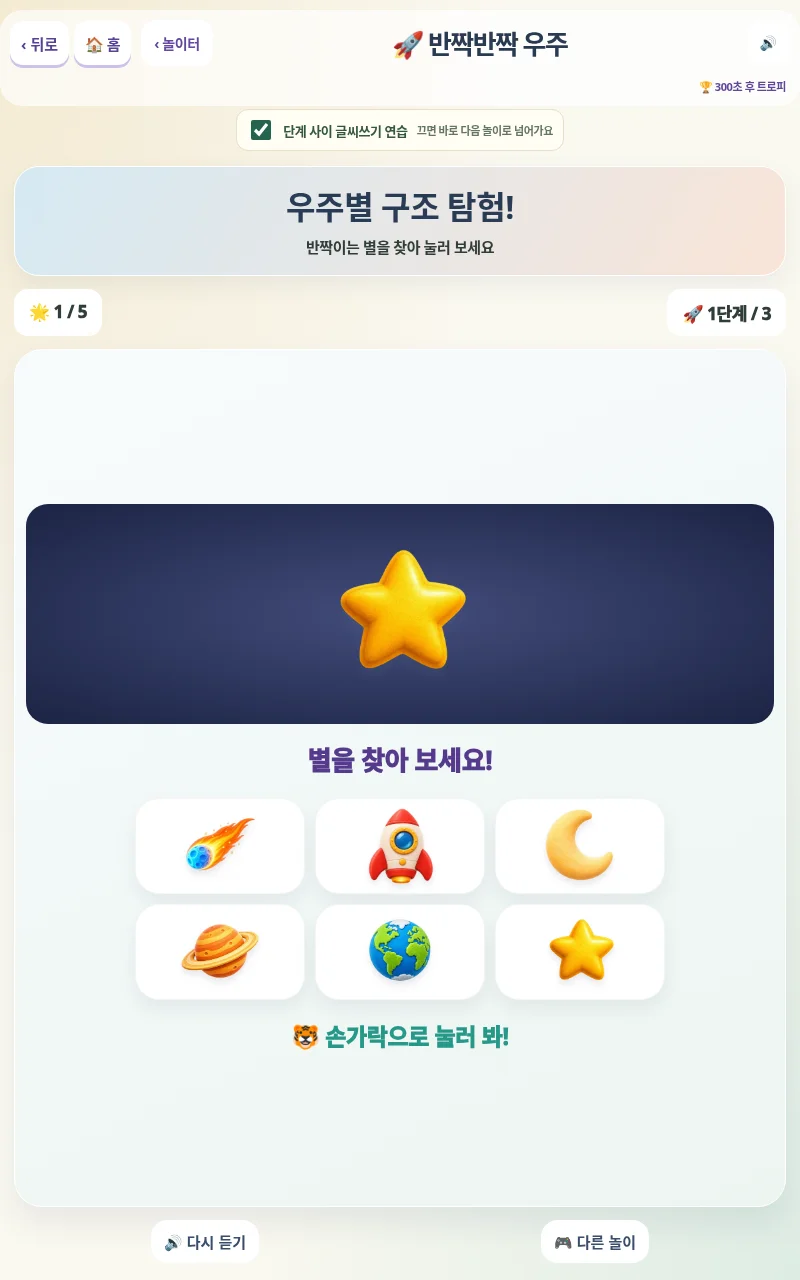 ‹ 뒤로
🏠 홈
‹ 놀이터
🚀 반짝반짝 우주
🔊
🏆 300초 후 트로피
단계 사이 글씨쓰기 연습 끄면 바로 다음 놀이로 넘어가요
우주별 구조 탐험!
반짝이는 별을 찾아 눌러 보세요
🌟 1 / 5
🚀 1단계 / 3
별을 찾아 보세요!
🐯 손가락으로 눌러 봐!
🔊 다시 듣기
🎮 다른 놀이